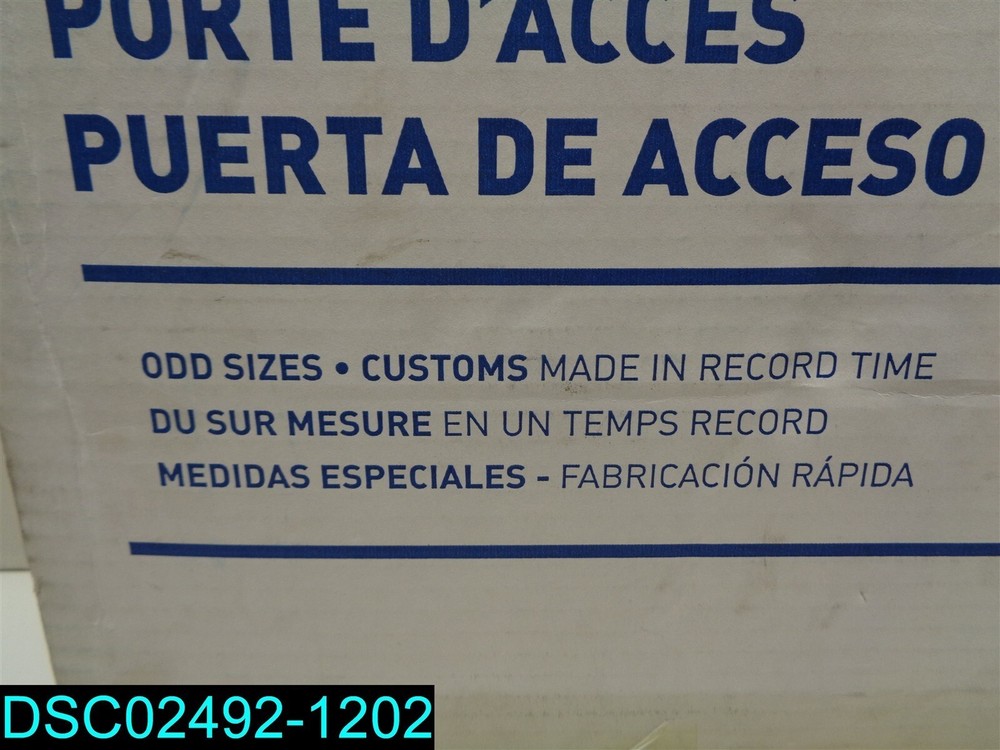 PORTE D'ACCÈS
PUERTA DE ACCESO
ODD SIZES • CUSTOMS MADE IN RECORD TIME
DU SUR MESURE EN UN TEMPS RECORD
MEDIDAS ESPECIALES - FABRICACIÓN RÁPIDA
DSC02492-1202